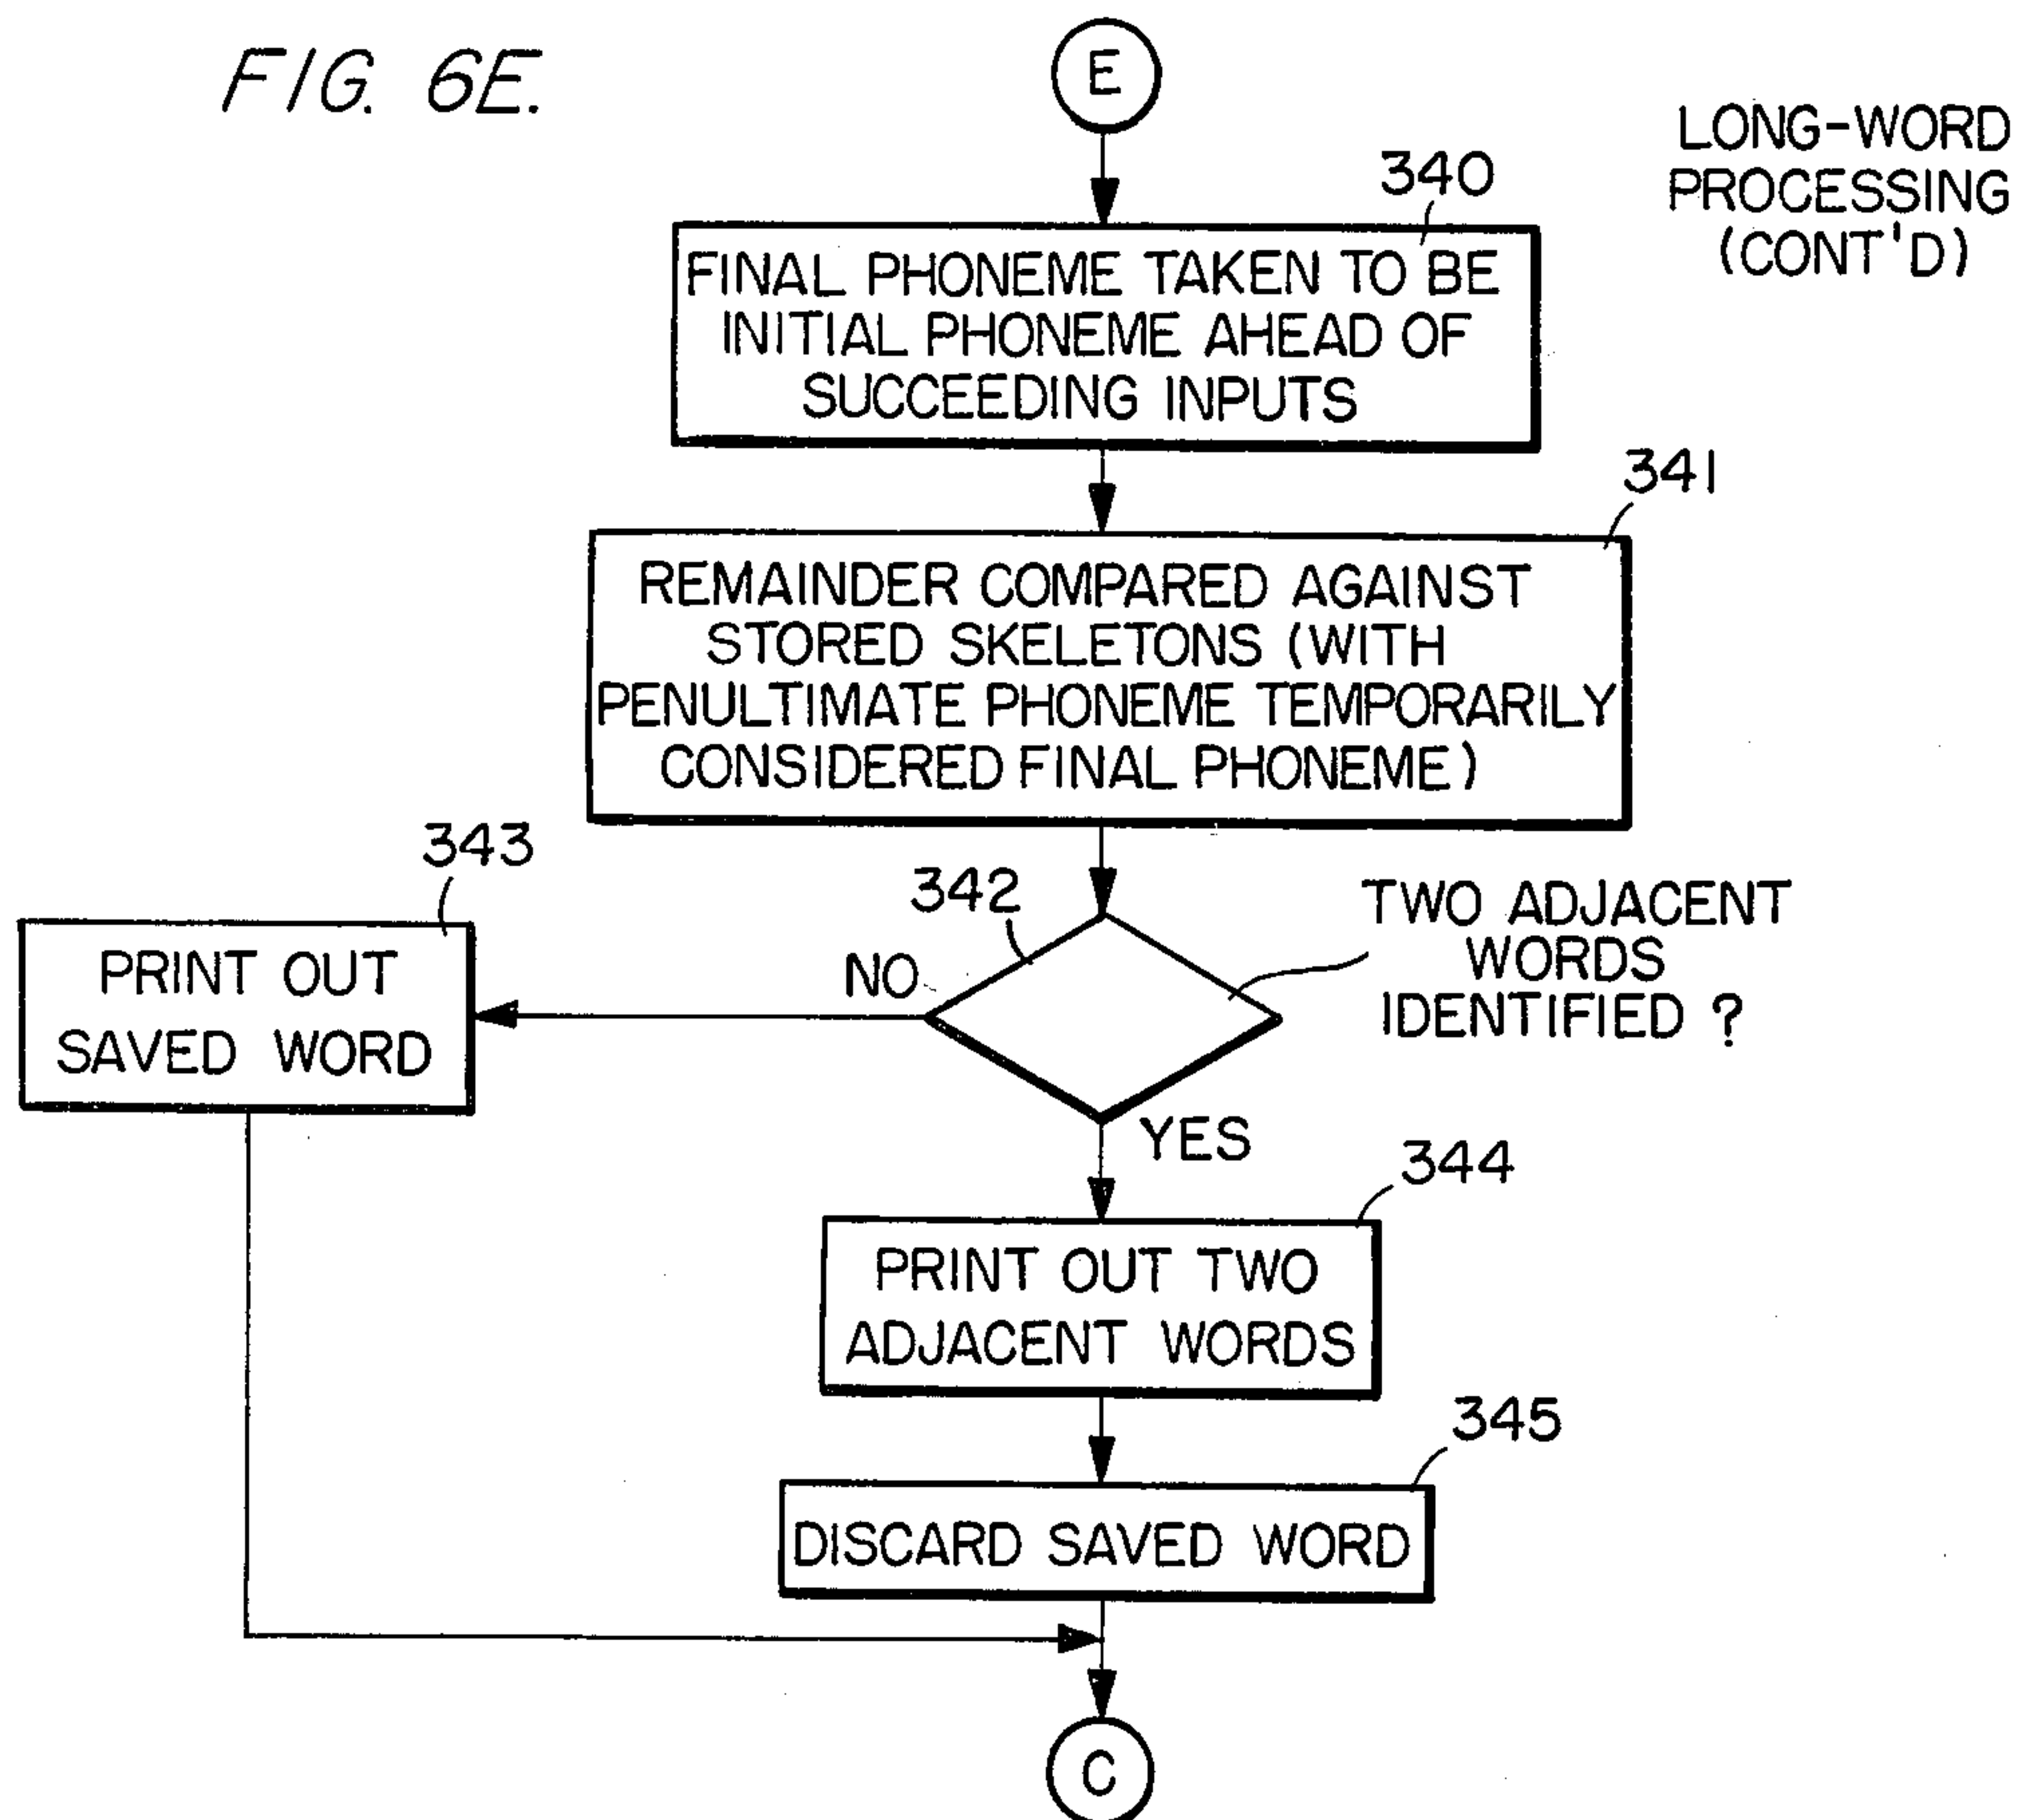 FIG. 6E.
E
LONG-WORD
PROCESSING
(CONT'D)
340
FINAL PHONEME TAKEN TO BE
INITIAL PHONEME AHEAD OF
SUCCEEDING INPUTS
341
REMAINDER COMPARED AGAINST
STORED SKELETONS (WITH
PENULTIMATE PHONEME TEMPORARILY
CONSIDERED FINAL PHONEME)
343
PRINT OUT
SAVED WORD
342
NO
TWO ADJACENT
WORDS
IDENTIFIED ?
YES
344
PRINT OUT TWO
ADJACENT WORDS
345
DISCARD SAVED WORD
C